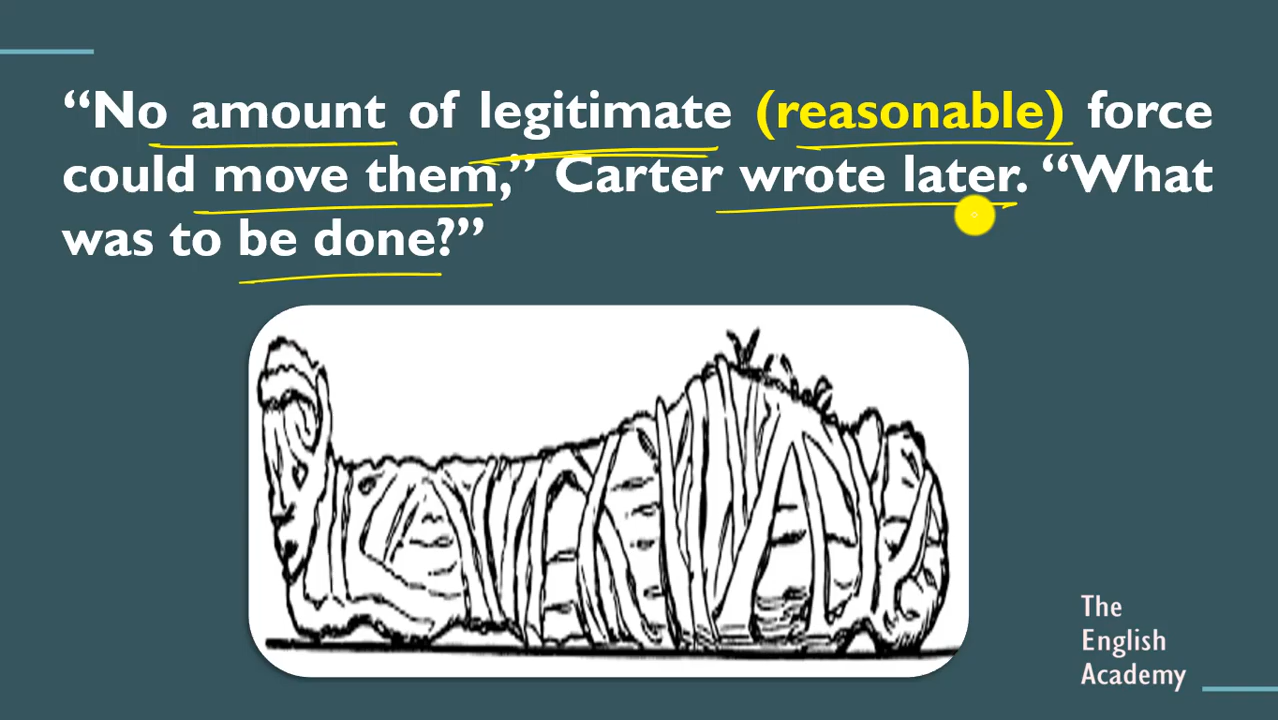 “No amount of legitimate (reasonable) force
could move them,” Carter wrote later. “What
was to be done?”
The
English
Academy